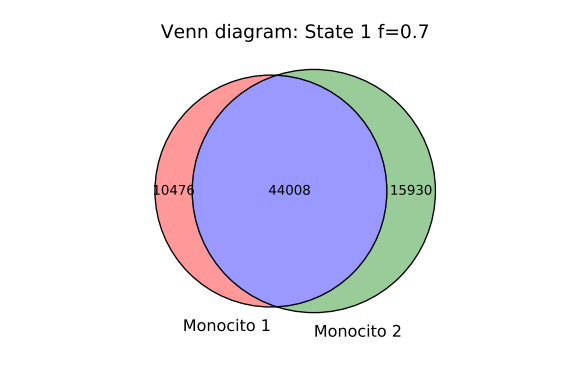 Venn diagram: State 1 f=0.7
10476 44008 15930
Monocito 1
Monocito 2